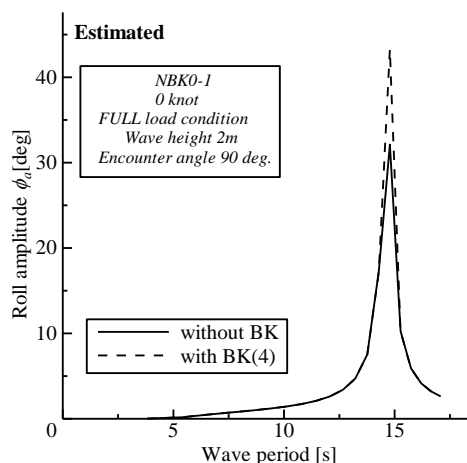 Estimated
NBK0-1
0 knot
FULL load condition
Wave height 2m
Encounter angle 90 deg.
Roll amplitude ϕa[deg]
40
30
20
10
0
without BK
with BK(4)
5
10
15
Wave period [s]